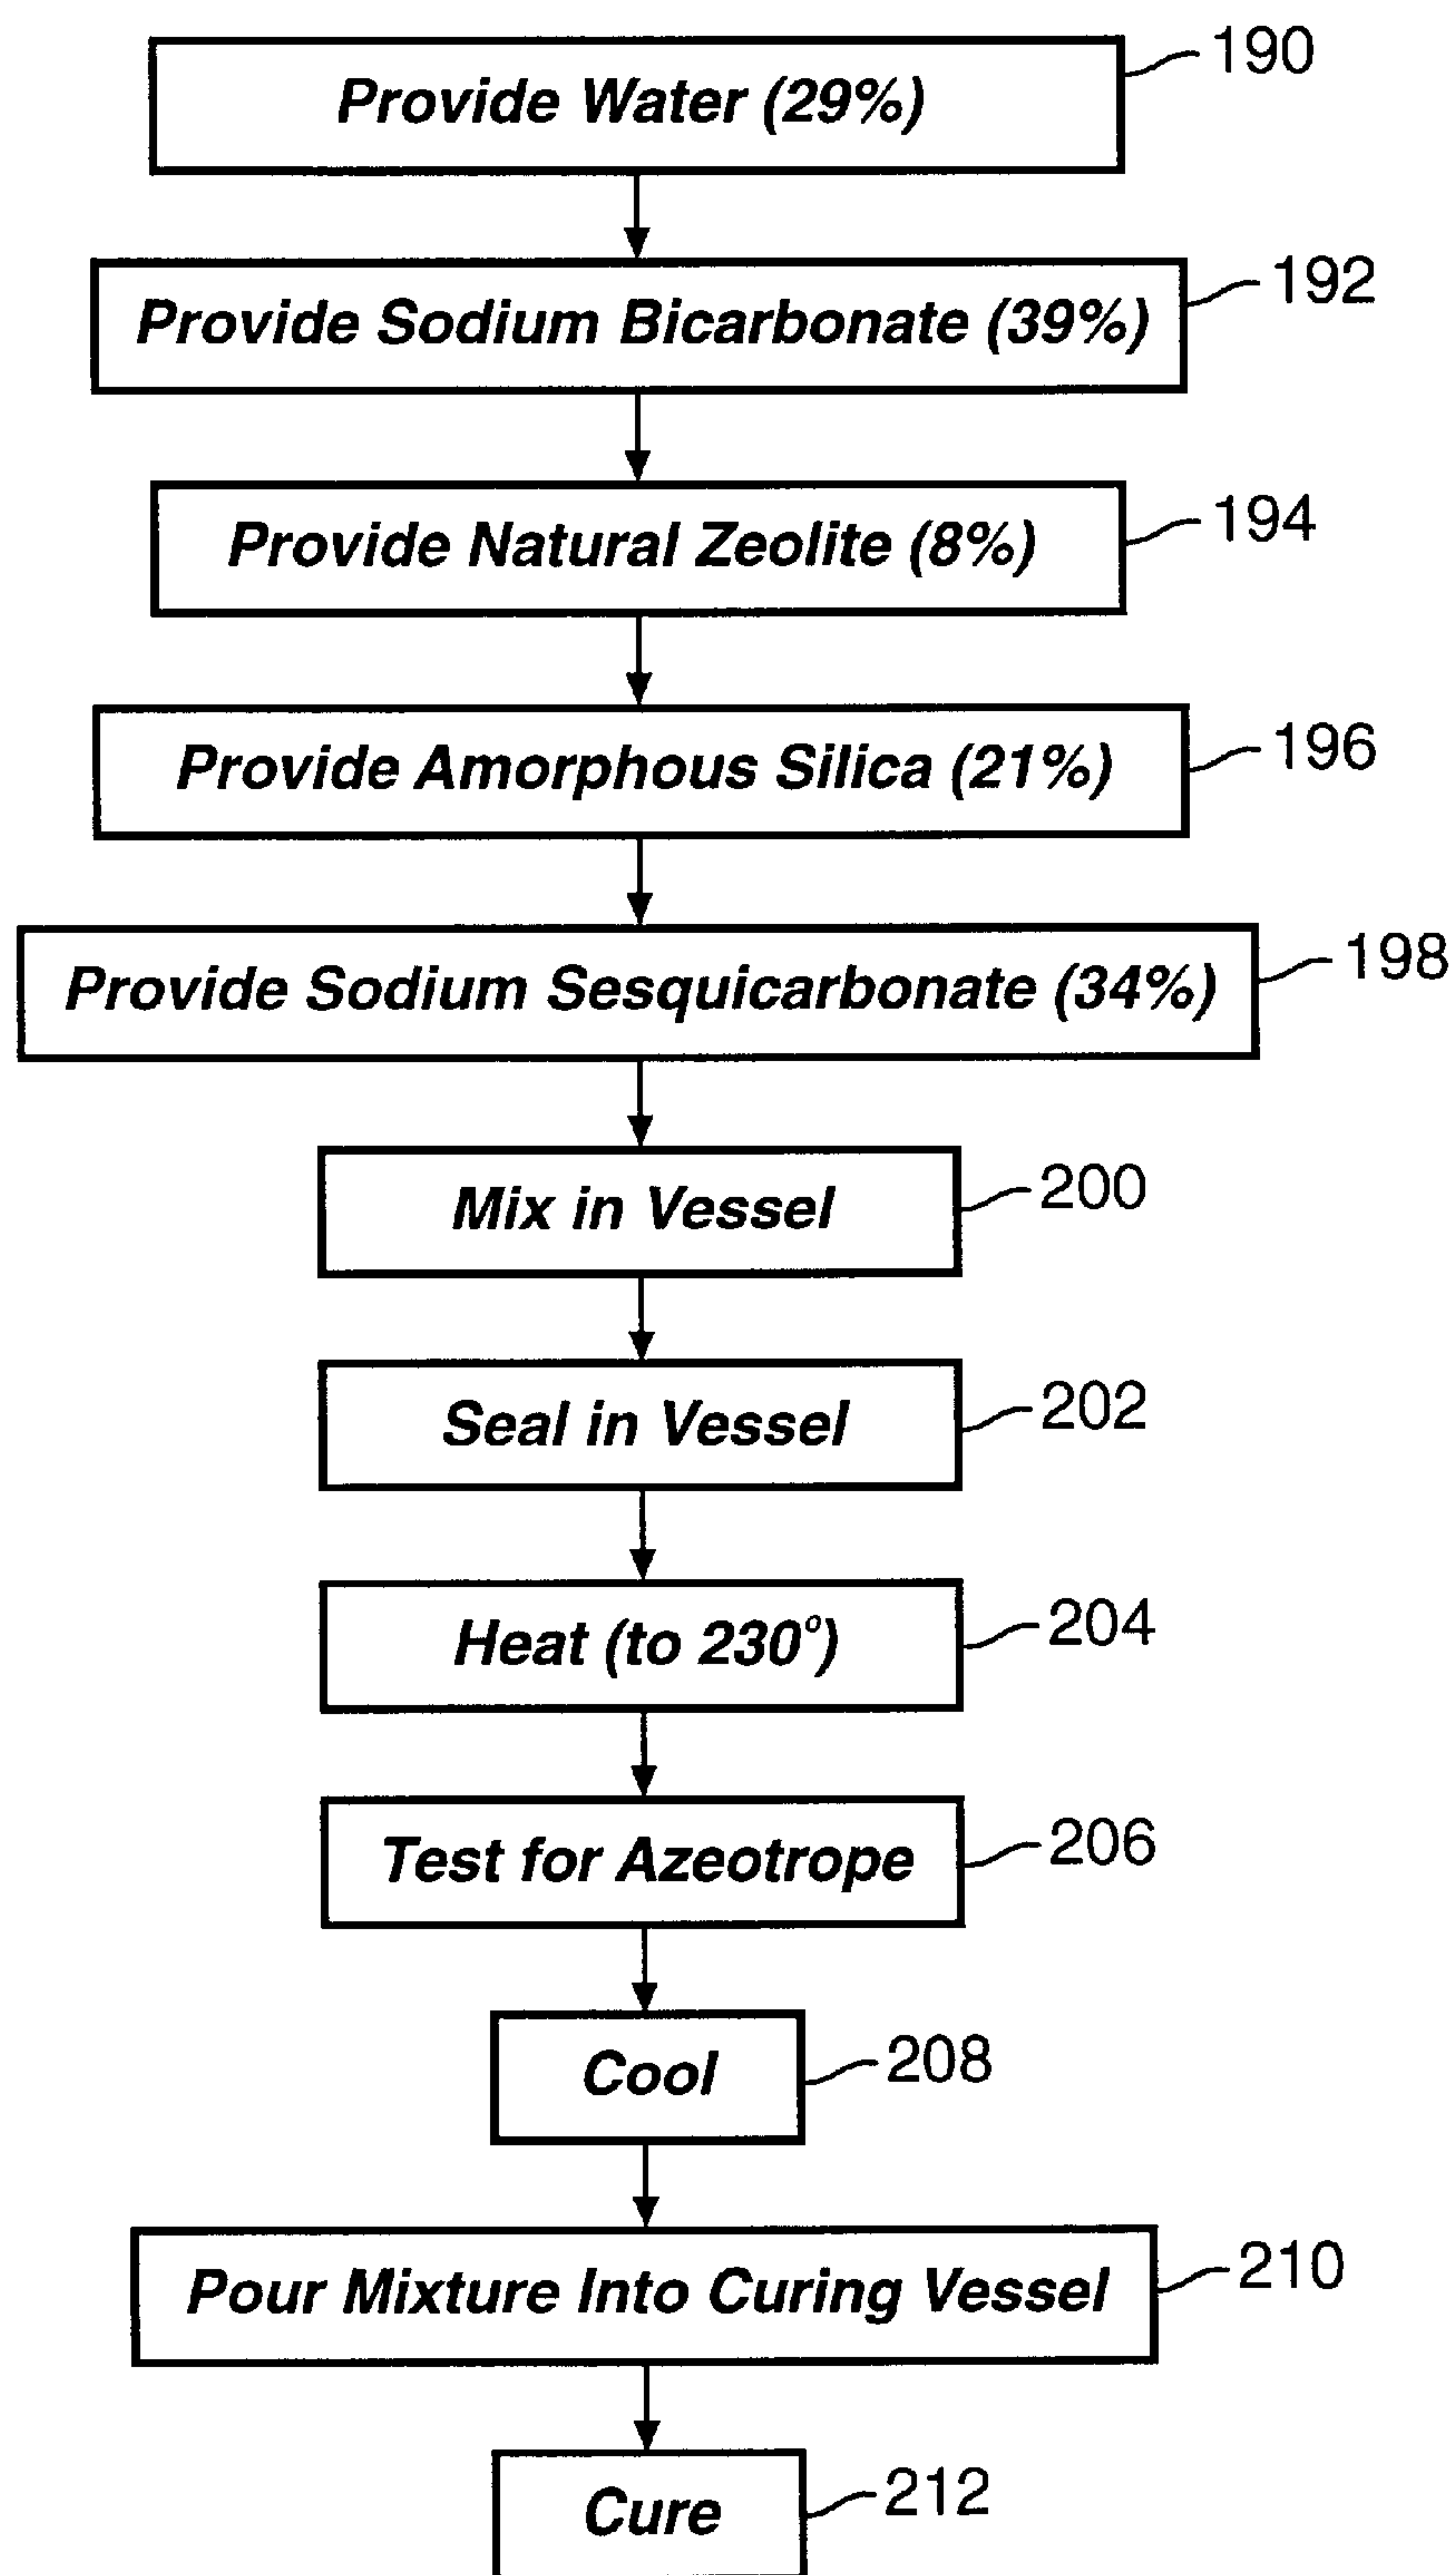 Provide Water (29%)
190
Provide Sodium Bicarbonate (39%)
192
Provide Natural Zeolite (8%)
194
Provide Amorphous Silica (21%)
196
Provide Sodium Sesquicarbonate (34%)
198
Mix in Vessel
200
Seal in Vessel
202
Heat (to 230°)
204
Test for Azeotrope
206
Cool
208
Pour Mixture Into Curing Vessel
210
Cure
212